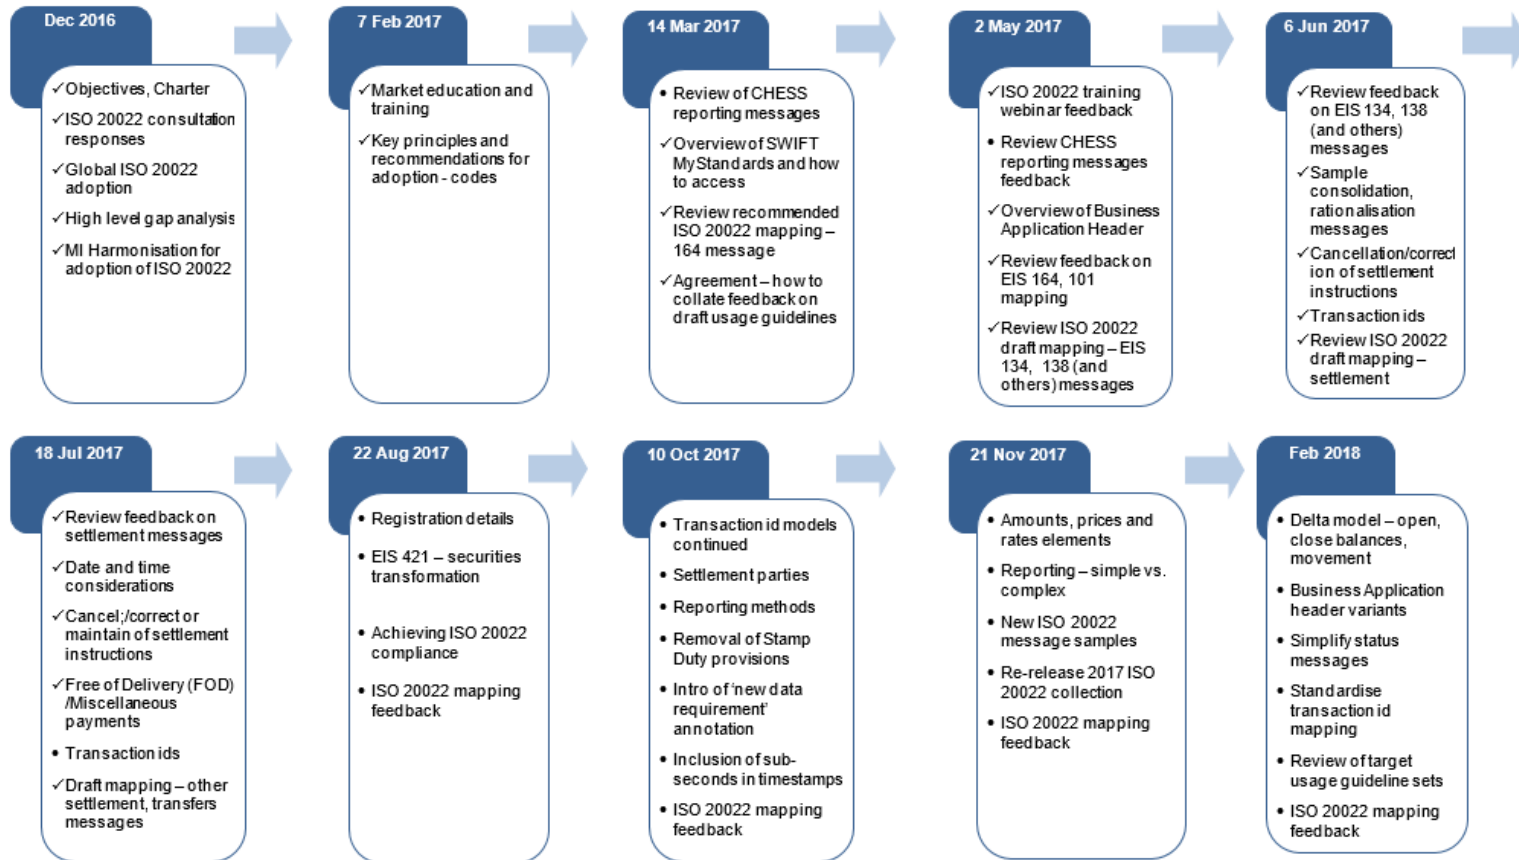 Dec 2016
✓Objectives, Charter
✓ISO 20022 consultation
responses
✓Global ISO 20022
adoption
✓High level gap analysis
✓MI Harmonisation for
adoption of ISO 20022
7 Feb 2017
✓Market education and
training
✓Key principles and
recommendations for
adoption - codes
14 Mar 2017
• Review of CHESS
reporting messages
✓Overview of SWIFT
MyStandards and how
to access
✓Review recommended
ISO 20022 mapping –
164 message
✓Agreement – how to
collate feedback on
draft usage guidelines
2 May 2017
✓ISO 20022 training
webinar feedback
• Review CHESS
reporting messages
feedback
✓Overview of Business
Application Header
✓Review feedback on
EIS 164, 101
mapping
✓Review ISO 20022
draft mapping – EIS
134, 138 (and
others) messages
6 Jun 2017
✓Review feedback
on EIS 134, 138
(and others)
messages
✓Sample
consolidation,
rationalisation
messages
✓Cancellation/correct
ion of settlement
instructions
✓Transaction ids
✓Review ISO 20022
draft mapping –
settlement
18 Jul 2017
✓Review feedback on
settlement messages
✓Date and time
considerations
✓Cancel;/correct or
maintain of settlement
instructions
✓Free of Delivery (FOD)
/Miscellaneous
payments
• Transaction ids
✓Draft mapping – other
settlement, transfers
messages
22 Aug 2017
• Registration details
• EIS 421 – securities
transformation
• Achieving ISO 20022
compliance
• ISO 20022 mapping
feedback
10 Oct 2017
• Transaction id models
continued
• Settlement parties
• Reporting methods
• Removal of Stamp
Duty provisions
• Intro of ‘new data
requirement’
annotation
• Inclusion of sub-
seconds in timestamps
• ISO 20022 mapping
feedback
21 Nov 2017
• Amounts, prices and
rates elements
• Reporting – simple vs.
complex
• New ISO 20022
message samples
• Re-release 2017 ISO
20022 collection
• ISO 20022 mapping
feedback
Feb 2018
• Delta model – open,
close balances,
movement
• Business Application
header variants
• Simplify status
messages
• Standardise
transaction id
mapping
• Review of target
usage guideline sets
• ISO 20022 mapping
feedback